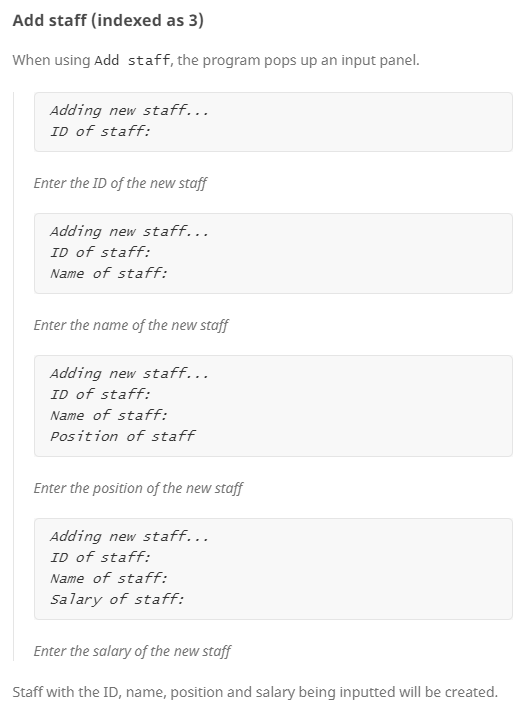 Add staff (indexed as 3)
When using Add staff, the program pops up an input panel.
Adding new staff...
ID of staff:
Enter the ID of the new staff
Adding new staff...
ID of staff:
Name of staff:
Enter the name of the new staff
Adding new staff...
ID of staff:
Name of staff:
Position of staff
Enter the position of the new staff
Adding new staff...
ID of staff:
Name of staff:
Salary of staff:
Enter the salary of the new staff
Staff with the ID, name, position and salary being inputted will be created.